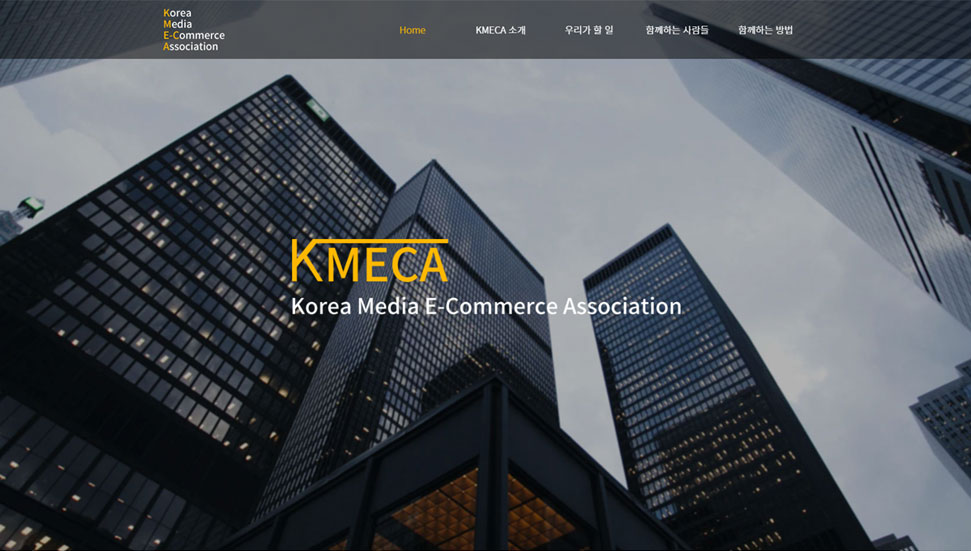 Korea
Media
E-Commerce
Association
Home
KMECA 소개
우리가 할 일
함께하는 사람들
함께하는 방법
KMECA
Korea Media E-Commerce Association